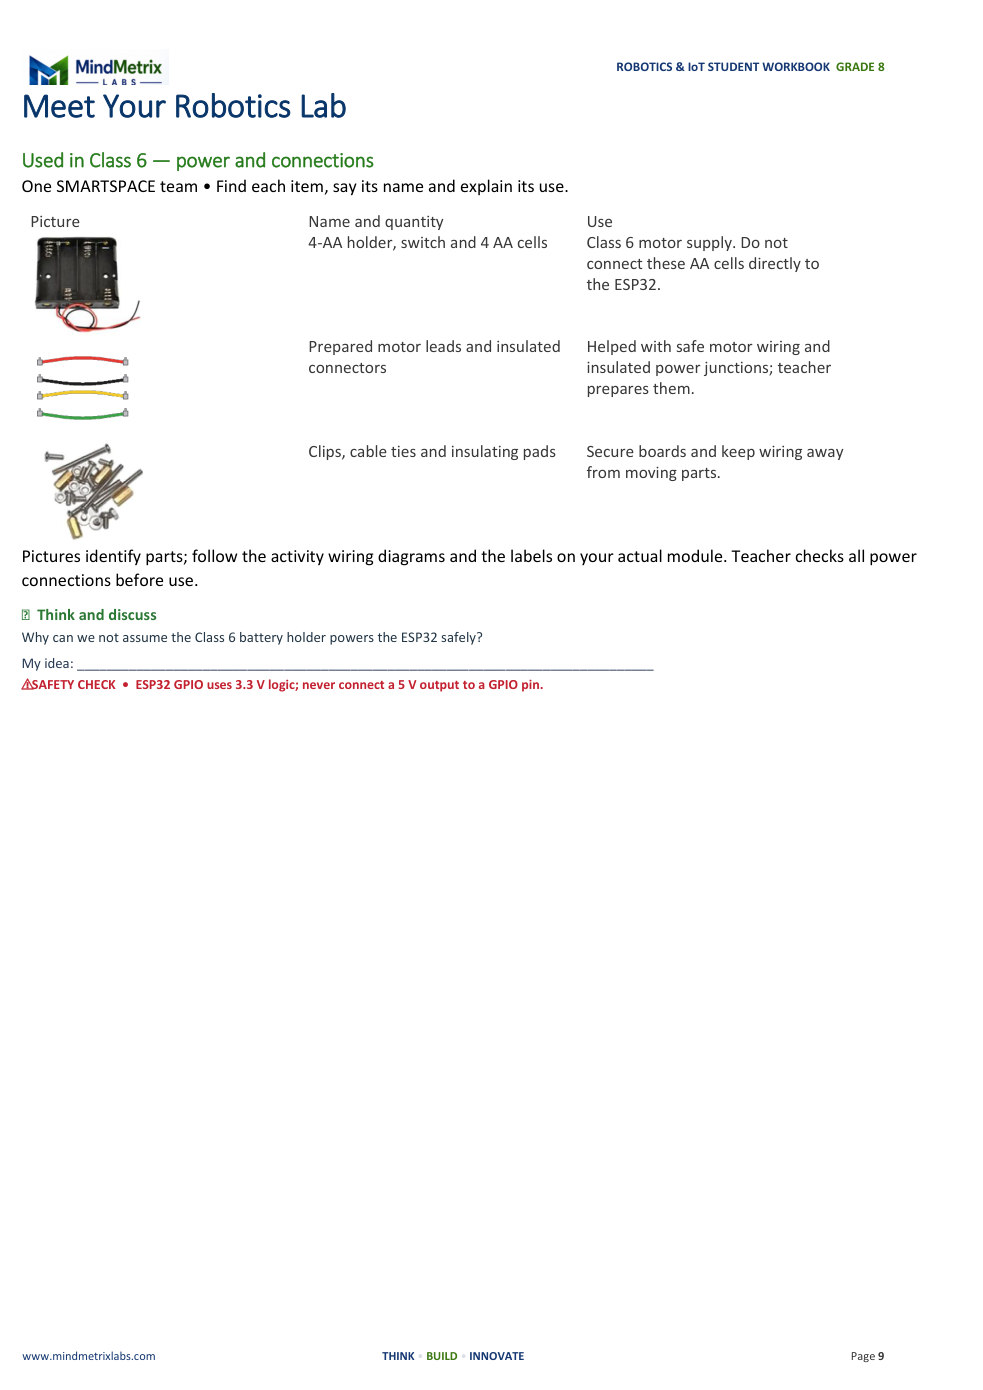 MindMetrix
LABS
ROBOTICS & IoT STUDENT WORKBOOK GRADE 8
Meet Your Robotics Lab
Used in Class 6 — power and connections
One SMARTSPACE team • Find each item, say its name and explain its use.
Picture
Name and quantity
Use
4-AA holder, switch and 4 AA cells
Class 6 motor supply. Do not
connect these AA cells directly to
the ESP32.
Prepared motor leads and insulated
connectors
Helped with safe motor wiring and
insulated power junctions; teacher
prepares them.
Clips, cable ties and insulating pads
Secure boards and keep wiring away
from moving parts.
Pictures identify parts; follow the activity wiring diagrams and the labels on your actual module. Teacher checks all power
connections before use.
Think and discuss
Why can we not assume the Class 6 battery holder powers the ESP32 safely?
My idea: ______________________________________________________________________________
⚠SAFETY CHECK • ESP32 GPIO uses 3.3 V logic; never connect a 5 V output to a GPIO pin.
www.mindmetrixlabs.com
THINK • BUILD • INNOVATE
Page 9